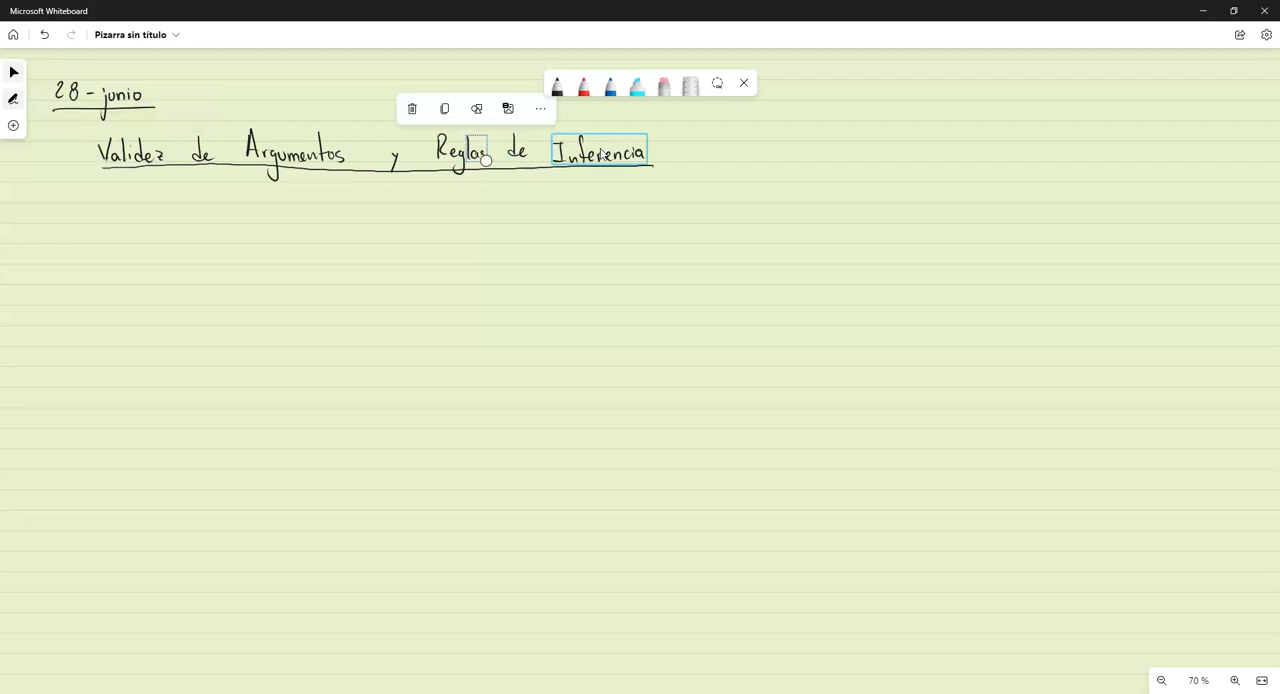 Microsoft Whiteboard
Pizarra sin título
28 - junio
Validez de Argumentos y Reglas de Inferencia
70 %